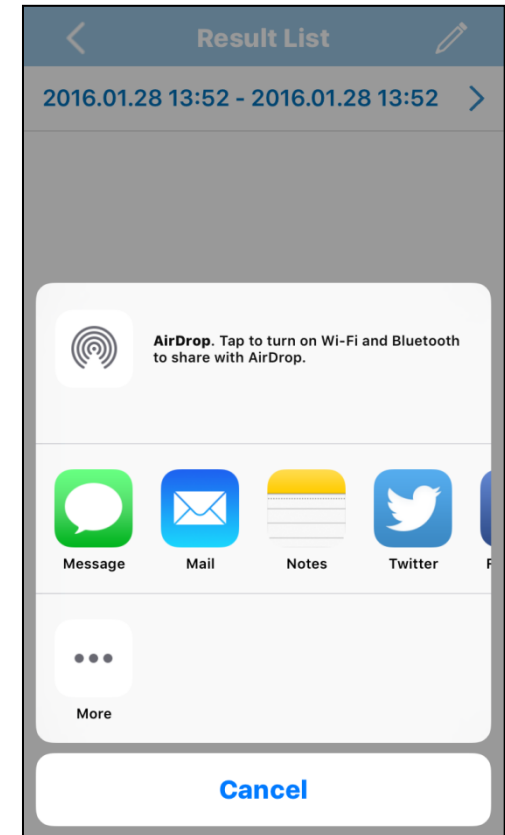 Result List
2016.01.28 13:52 - 2016.01.28 13:52
AirDrop. Tap to turn on Wi-Fi and Bluetooth
to share with AirDrop.
Message
Mail
Notes
Twitter
More
Cancel